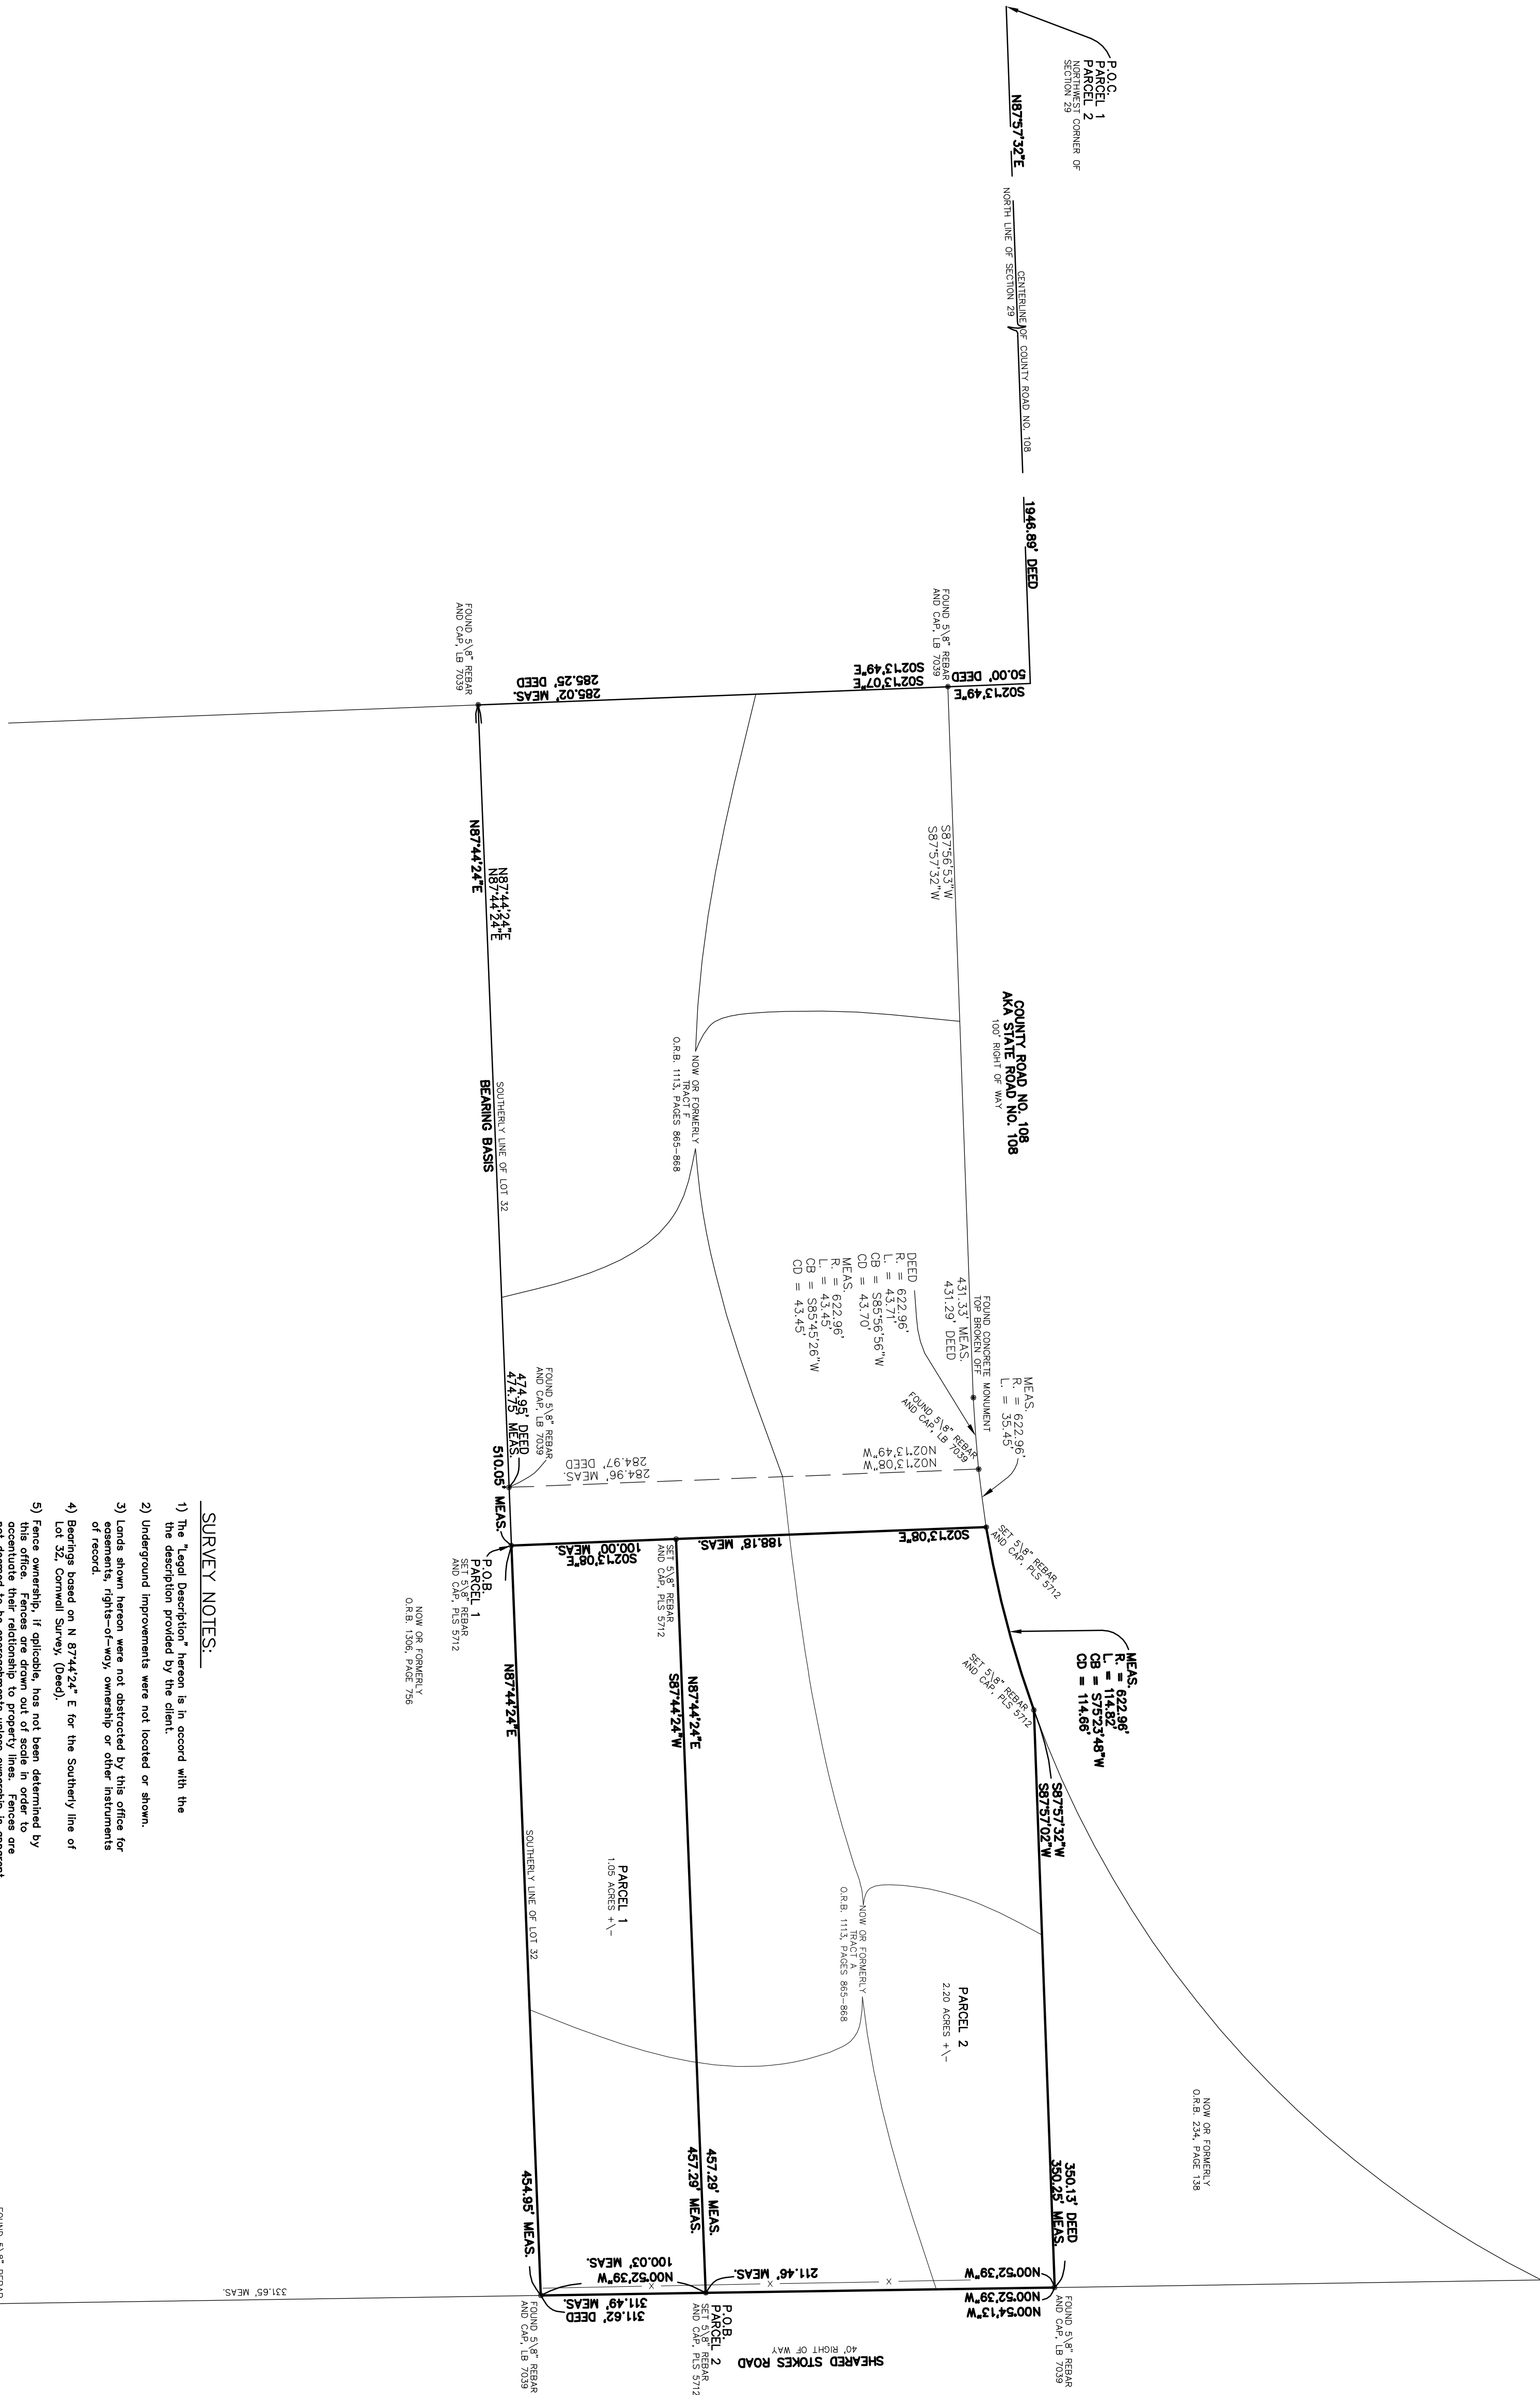 P.O.C.
PARCEL 1
PARCEL 2
NORTHWEST CORNER OF
SECTION 29
N87°57'32"E
NORTH LINE OF SECTION 29
CENTERLINE OF COUNTY ROAD NO. 108
1946.89' DEED
50.00' DEED
S02°13'49"E
FOUND 5\8" REBAR
AND CAP, LB 7039
S02°13'07"E
S02°13'49"E
285.02' MEAS.
285.25' DEED
FOUND 5\8" REBAR
AND CAP, LB 7039
S87°56'53"W
S87°57'32"W
COUNTY ROAD NO. 108
AKA STATE ROAD NO. 108
100' RIGHT OF WAY
N87°44'24"E
N87°44'24"E
N87°44'24"E
SOUTHERLY LINE OF LOT 32
BEARING BASIS
NOW OR FORMERLY
TRACT F
O.R.B. 1113, PAGES 865-868
FOUND CONCRETE MONUMENT
TOP BROKEN OFF
431.33' MEAS.
431.29' DEED
DEED
R. = 622.96'
L. = 43.71'
CB = S85°56'56"W
CD = 43.70'
MEAS.
R. = 622.96'
L. = 43.45'
CB = S85°45'26"W
CD = 43.45'
MEAS.
R. = 622.96'
L. = 35.45'
FOUND 5\8" REBAR
AND CAP, LB 7039
N02°13'08"W
N02°13'49"W
284.96' MEAS.
284.97' DEED
FOUND 5\8" REBAR
AND CAP, LB 7039
474.95' DEED
474.75' MEAS.
510.05' MEAS.
SET 5\8" REBAR
AND CAP, PLS 5712
S02°13'08"E
188.18' MEAS.
SET 5\8" REBAR
AND CAP, PLS 5712
S02°13'08"E
100.00' MEAS.
P.O.B.
PARCEL 1
SET 5\8" REBAR
AND CAP, PLS 5712
MEAS.
R. = 622.96'
L. = 114.82'
CB = S75°23'48"W
CD = 114.66'
SET 5\8" REBAR
AND CAP, PLS 5712
S87°57'32"W
S87°57'02"W
N87°44'24"E
S87°44'24"W
N87°44'24"E
NOW OR FORMERLY
O.R.B. 1306, PAGE 756
SOUTHERLY LINE OF LOT 32
PARCEL 1
1.05 ACRES +\-
NOW OR FORMERLY
TRACT A
O.R.B. 1113, PAGES 865-868
PARCEL 2
2.20 ACRES +\-
NOW OR FORMERLY
O.R.B. 234, PAGE 138
350.13' DEED
350.25' MEAS.
457.29' MEAS.
457.29' MEAS.
454.95' MEAS.
N00°52'39"W
N00°52'39"W
N00°54'13"W
211.46' MEAS.
N00°52'39"W
100.03' MEAS.
311.49' MEAS.
311.62' DEED
FOUND 5\8" REBAR
AND CAP, LB 7039
P.O.B.
PARCEL 2
SET 5\8" REBAR
AND CAP, PLS 5712
FOUND 5\8" REBAR
AND CAP, LB 7039
SHEARED STOKES ROAD
40' RIGHT OF WAY
331.65' MEAS.
FOUND 5\8" REBAR
SURVEY NOTES:
1) The "Legal Description" hereon is in accord with the
the description provided by the client.
2) Underground improvements were not located or shown.
3) Lands shown hereon were not abstracted by this office for
easements, rights-of-way, ownership or other instruments
of record.
4) Bearings based on N 87°44'24" E for the Southerly line of
Lot 32, Cornwall Survey, (Deed).
5) Fence ownership, if aplicable, has not been determined by
this office. Fences are drawn out of scale in order to
accentuate their relationship to property lines. Fences are
not deemed to be encroachments unless ownership is apparent